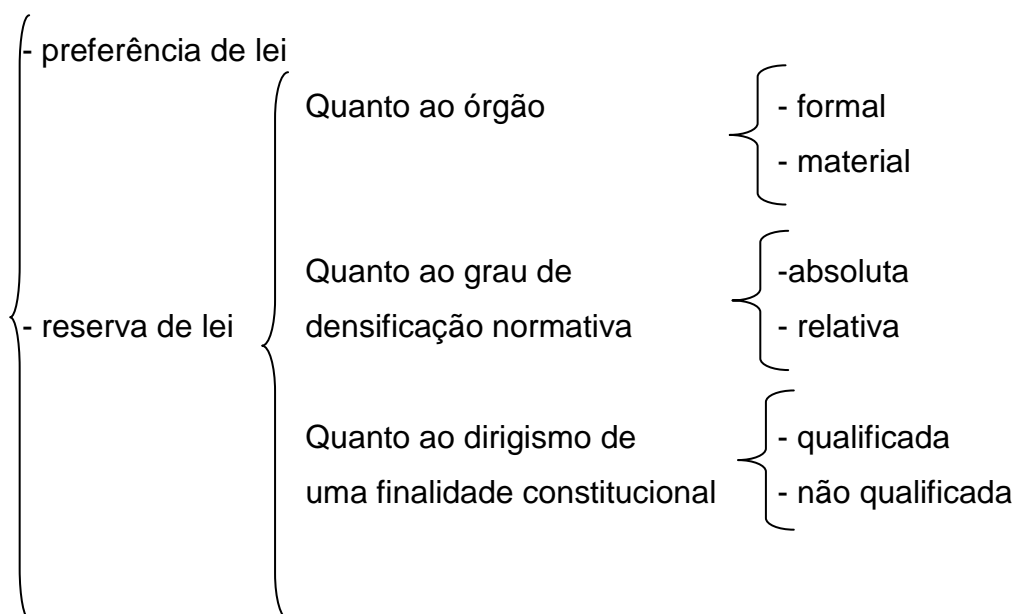 - preferência de lei
Quanto ao órgão
- formal
- material
- reserva de lei
Quanto ao grau de
densificação normativa
-absoluta
- relativa
Quanto ao dirigismo de
uma finalidade constitucional
- qualificada
- não qualificada